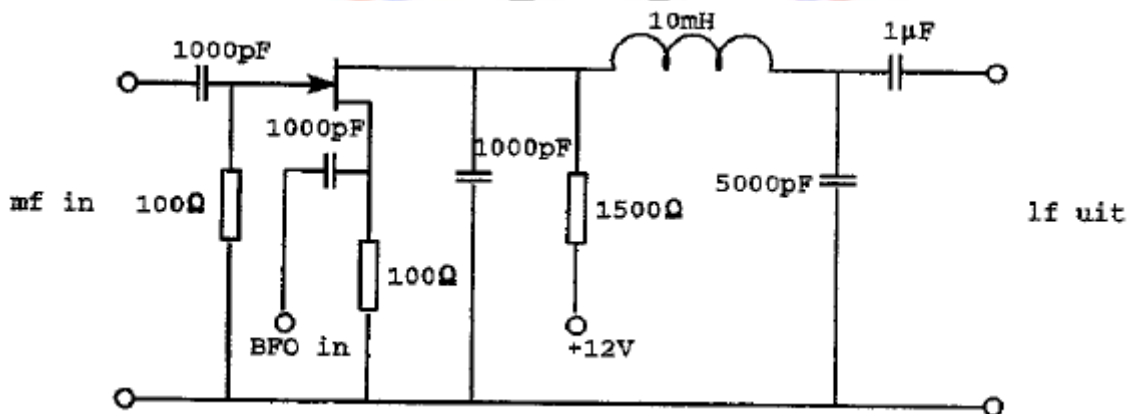 10mH
1µF
1000pF
1000pF
1000pF
5000pF
mf in
100Ω
1500Ω
lf uit
100Ω
BFO in
+12V